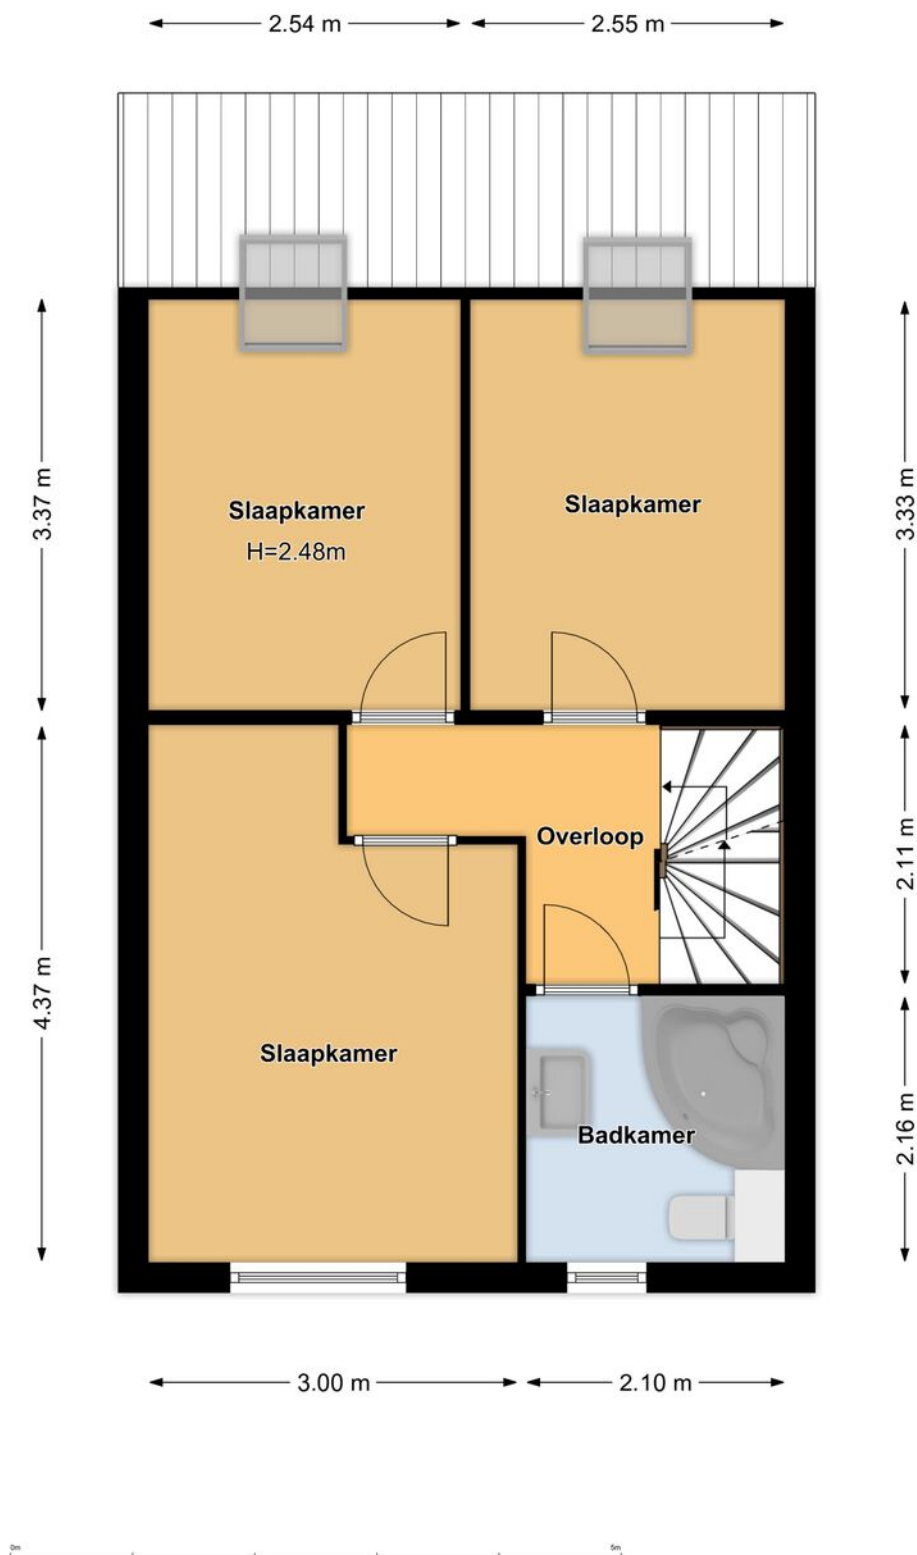 2.54 m
2.55 m
3.37 m
3.33 m
Slaapkamer
H=2.48m
Slaapkamer
Overloop
2.11 m
4.37 m
Slaapkamer
Badkamer
2.16 m
3.00 m
2.10 m
0m
5m